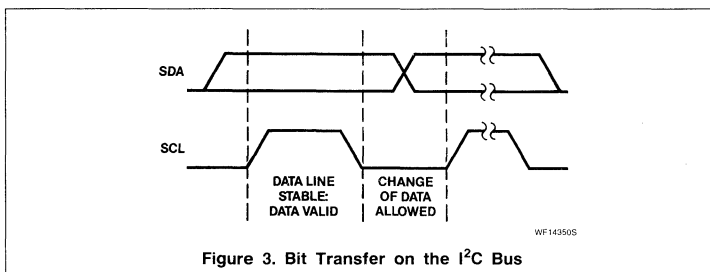 SDA
SCL
DATA LINE
STABLE:
DATA VALID
CHANGE
OF DATA
ALLOWED
WF14350S
Figure 3. Bit Transfer on the I²C Bus